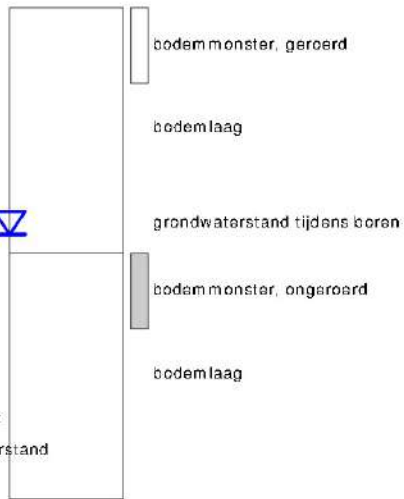 bodemmonster, geroerd
bodemlaag
grondwaterstand tijdens boren
bodemmonster, ongeroerd
bodemlaag